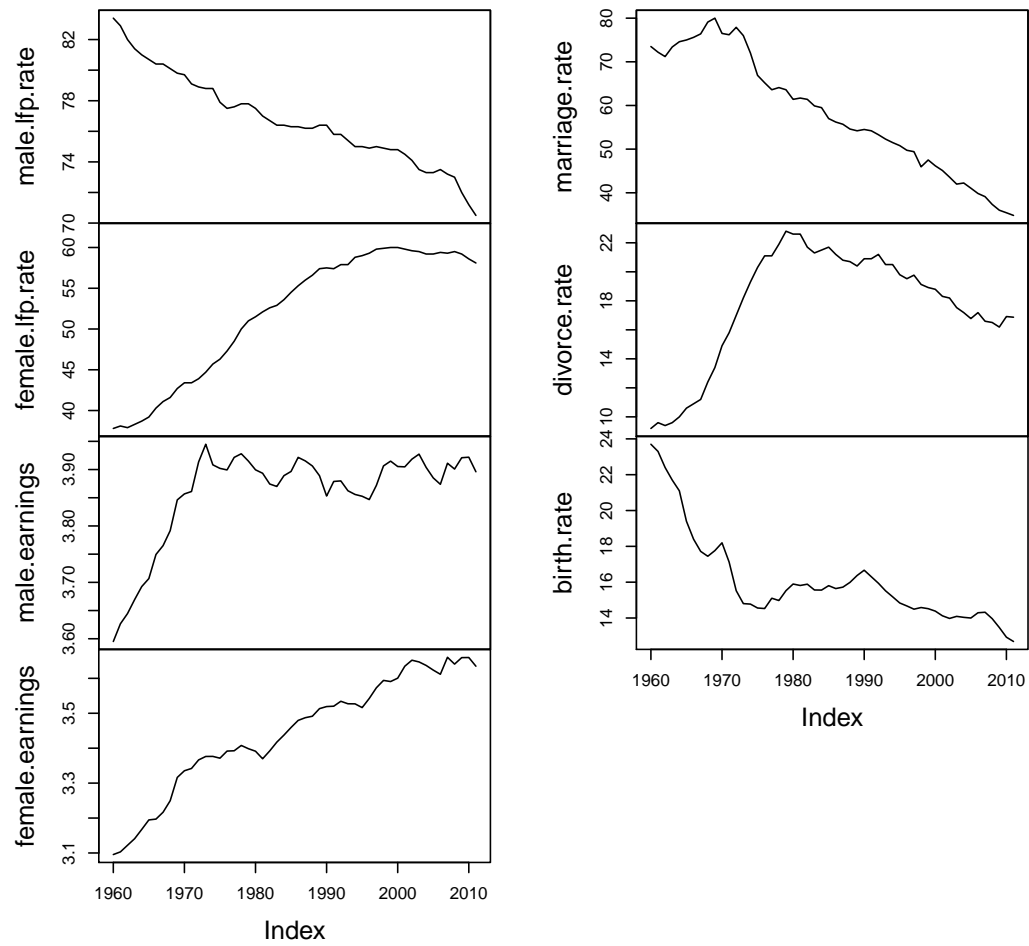 male.lfp.rate
70 74 78 82
female.lfp.rate
40 45 50 55 60
male.earnings
3.60 3.70 3.80 3.90
female.earnings
3.1 3.3 3.5
1960 1970 1980 1990 2000 2010
Index
marriage.rate
40 50 60 70 80
divorce.rate
10 14 18 22
birth.rate
14 16 18 20 22 24
1960 1970 1980 1990 2000 2010
Index